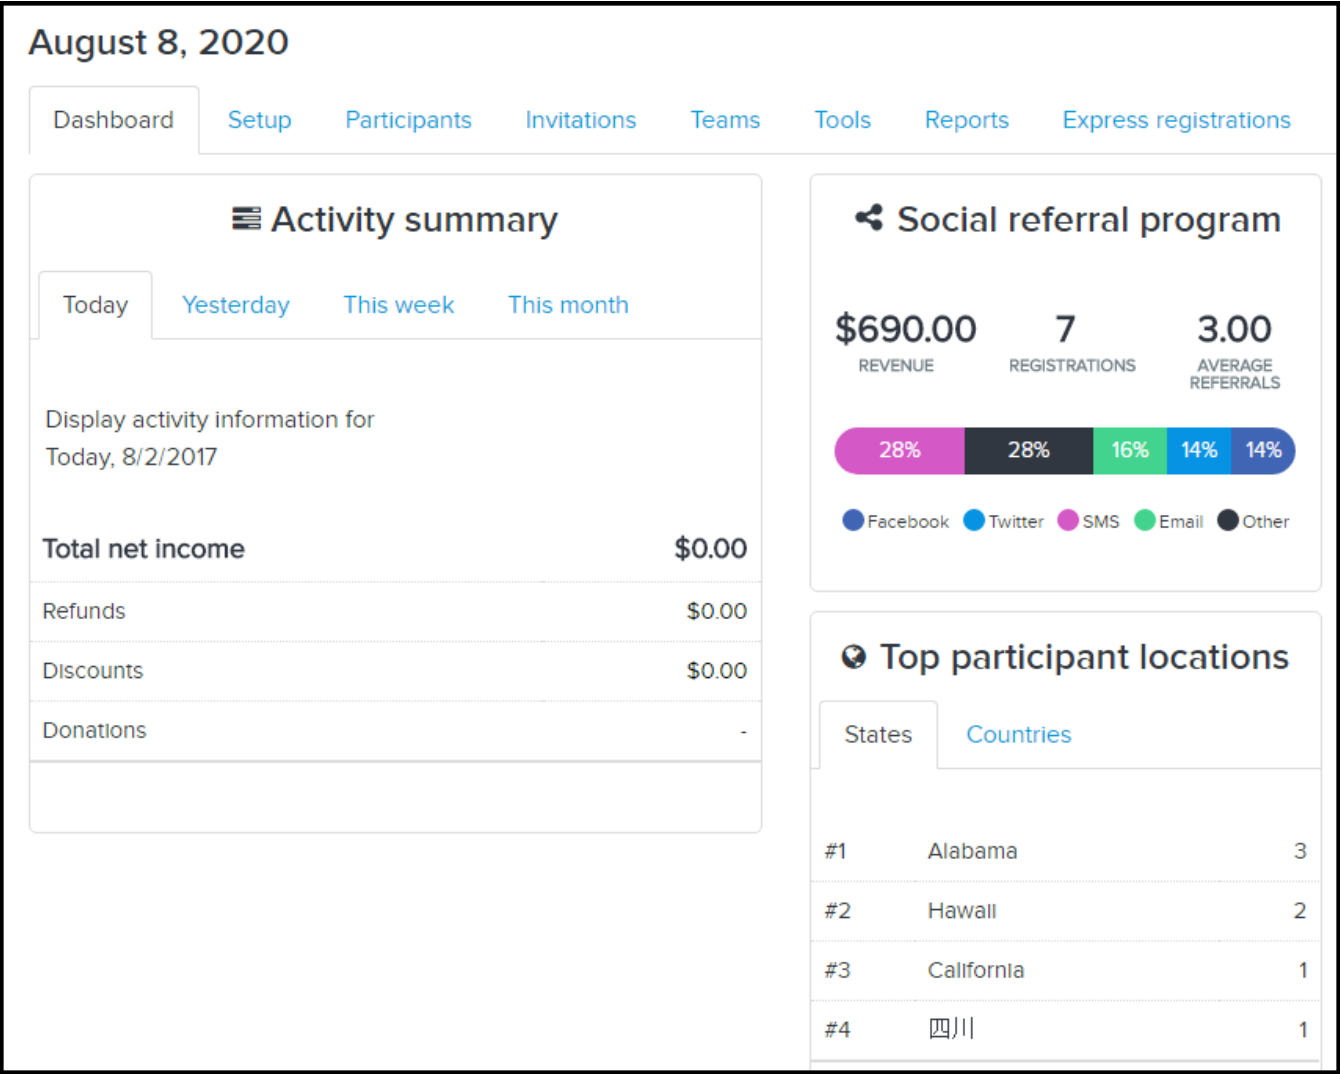 August 8, 2020
Dashboard Setup Participants Invitations Teams Tools Reports Express registrations
Activity summary
Today Yesterday This week This month
Display activity information for
Today, 8/2/2017
Total net income $0.00
Refunds $0.00
Discounts $0.00
Donations -
Social referral program
$690.00 7 3.00
REVENUE REGISTRATIONS AVERAGE
REFERRALS
28% 28% 16% 14% 14%
Facebook Twitter SMS Email Other
Top participant locations
States Countries
#1 Alabama 3
#2 Hawaii 2
#3 California 1
#4 四川 1